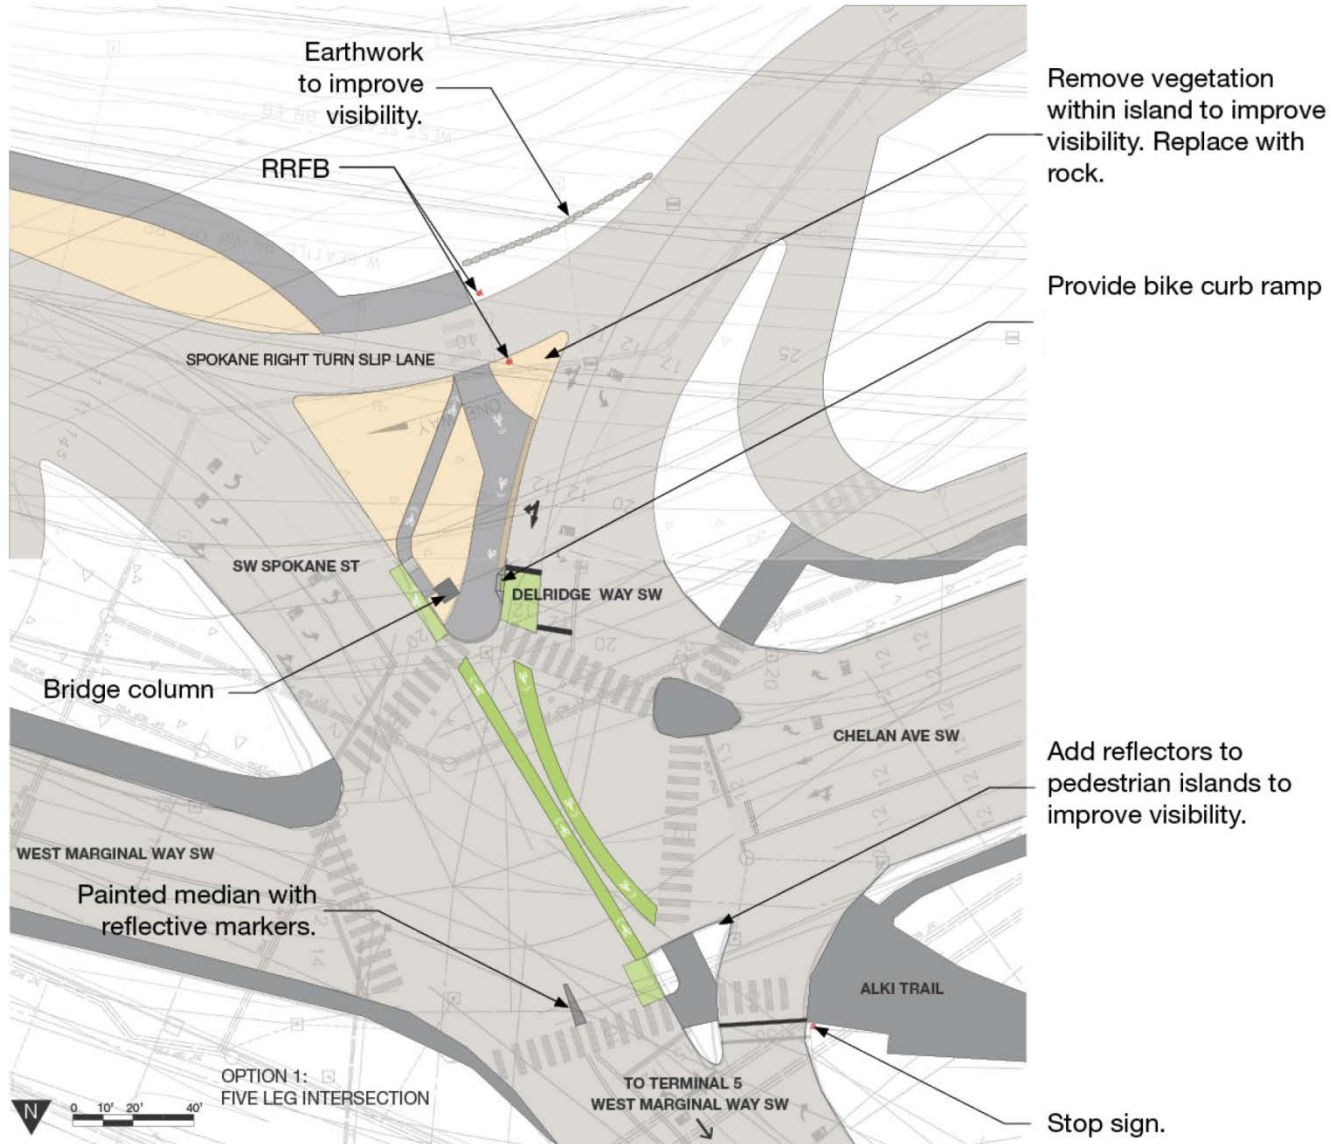 Earthwork
to improve
visibility.
RRFB
Remove vegetation
within island to improve
visibility. Replace with
rock.
Provide bike curb ramp
SPOKANE RIGHT TURN SLIP LANE
ONE WAY
SW SPOKANE ST
DELRIDGE WAY SW
Bridge column
CHELAN AVE SW
Add reflectors to
pedestrian islands to
improve visibility.
WEST MARGINAL WAY SW
Painted median with
reflective markers.
ALKI TRAIL
OPTION 1:
FIVE LEG INTERSECTION
TO TERMINAL 5
WEST MARGINAL WAY SW
N
0 10' 20' 40'
Stop sign.